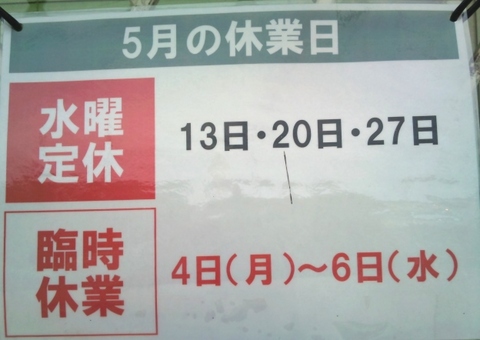 5月の休業日
水曜
定休
13日・20日・27日
臨時
休業
4日(月)～6日(水)